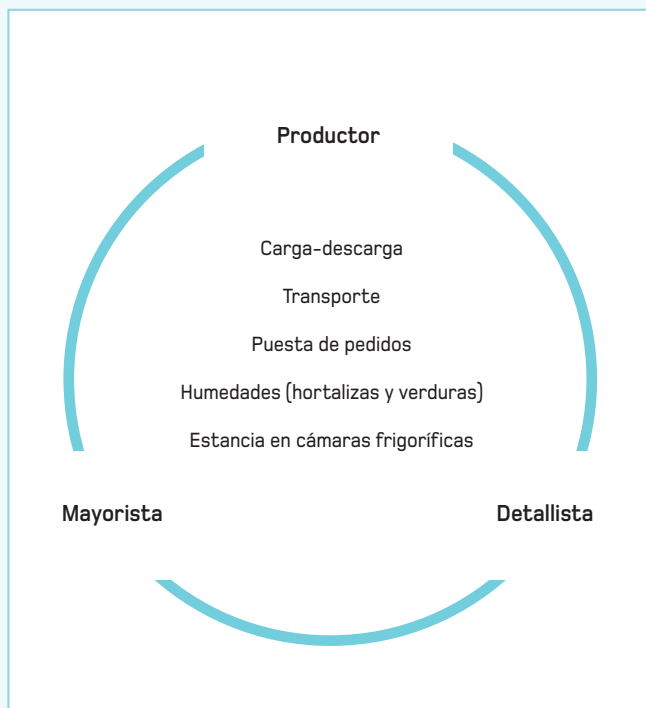 Productor
Carga-descarga
Transporte
Puesta de pedidos
Humedades (hortalizas y verduras)
Estancia en cámaras frigoríficas
Mayorista
Detallista